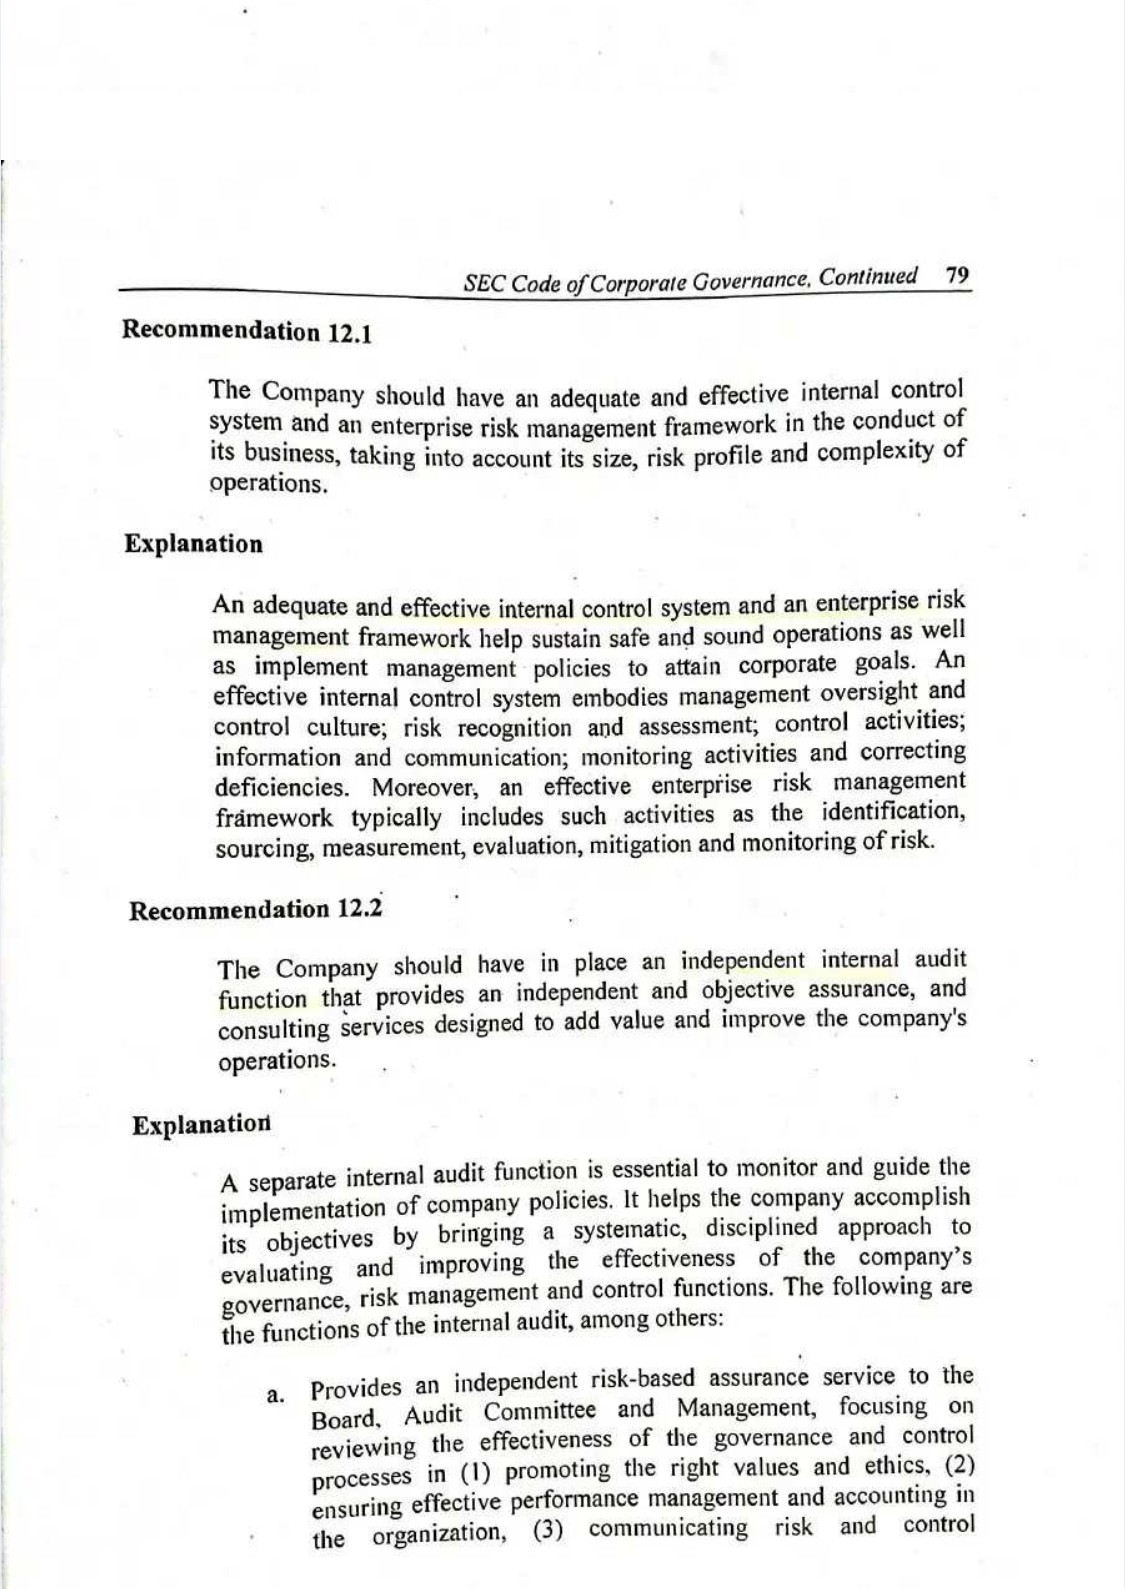 SEC Code of Corporate Governance, Continued 79
Recommendation 12.1
The Company should have an adequate and effective internal control
system and an enterprise risk management framework in the conduct of
its business, taking into account its size, risk profile and complexity of
operations.
Explanation
An adequate and effective internal control system and an enterprise risk
management framework help sustain safe and sound operations as well
as implement management policies to attain corporate goals. An
effective internal control system embodies management oversight and
control culture; risk recognition and assessment; control activities;
information and communication; monitoring activities and correcting
deficiencies. Moreover, an effective enterprise risk management
framework typically includes such activities as the identification,
sourcing, measurement, evaluation, mitigation and monitoring of risk.
Recommendation 12.2
The Company should have in place an independent internal audit
function that provides an independent and objective assurance, and
consulting services designed to add value and improve the company's
operations.
Explanation
A separate internal audit function is essential to monitor and guide the
implementation of company policies. It helps the company accomplish
its objectives by bringing a systematic, disciplined approach to
evaluating and improving the effectiveness of the company's
governance, risk management and control functions. The following are
the functions of the internal audit, among others:
a. Provides an independent risk-based assurance service to the
Board, Audit Committee and Management, focusing on
reviewing the effectiveness of the governance and control
processes in (1) promoting the right values and ethics, (2)
ensuring effective performance management and accounting in
the organization, (3) communicating risk and control